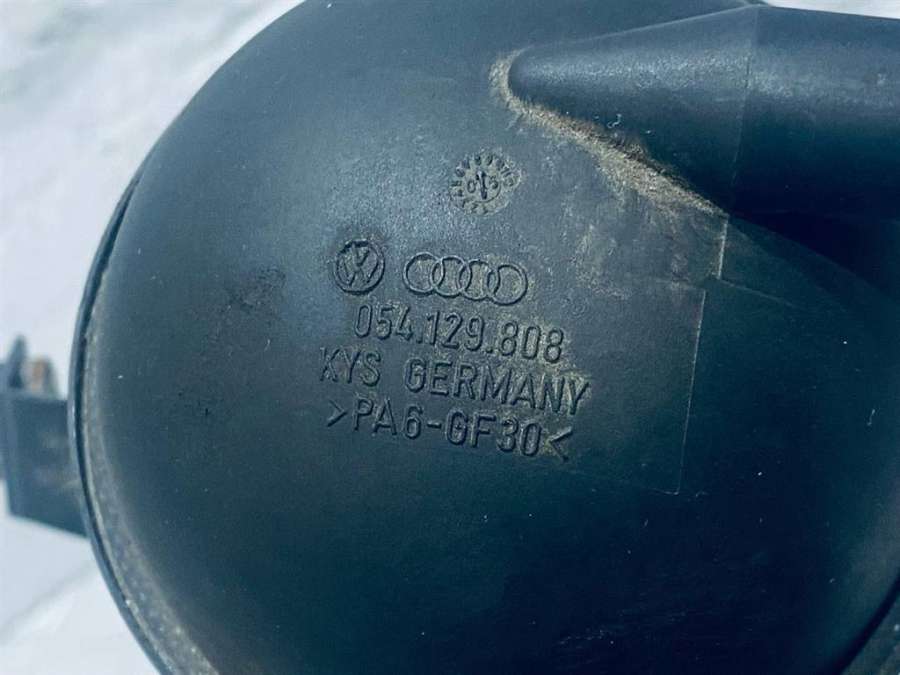 054.129.808
KYS GERMANY
>PA6-GF30<